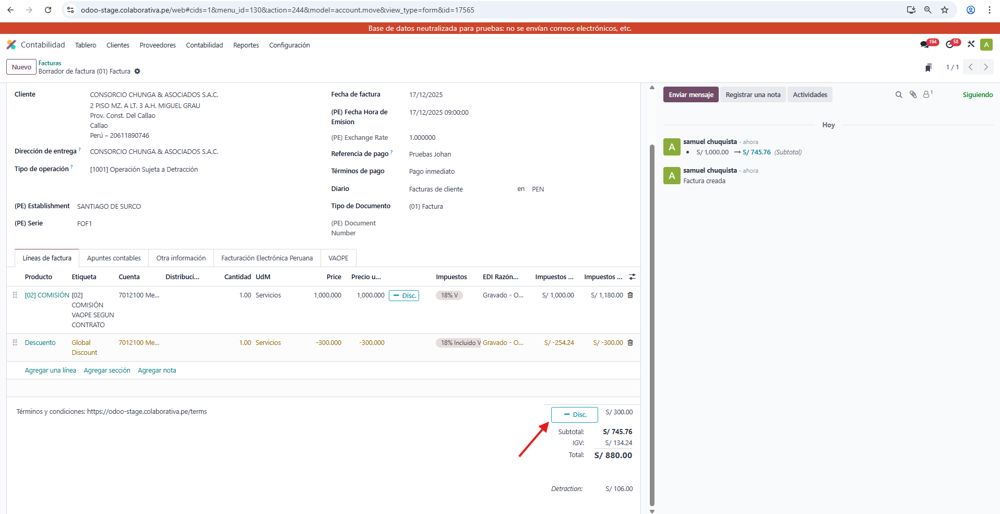 odoo-stage.colaborativa.pe/web#cids=1&menu_id=130&action=244&model=account.move&view_type=form&id=17565
Base de datos neutralizada para pruebas: no se envían correos electrónicos, etc.
Contabilidad Tablero Clientes Proveedores Contabilidad Reportes Configuración 194 58 A
Nuevo Facturas
Borrador de factura (01) Factura 1 / 1
Cliente CONSORCIO CHUNGA & ASOCIADOS S.A.C.
2 PISO MZ. A LT. 3 A.H. MIGUEL GRAU
Prov. Const. Del Callao
Callao
Perú – 20611890746
Dirección de entrega ? CONSORCIO CHUNGA & ASOCIADOS S.A.C.
Tipo de operación ? [1001] Operación Sujeta a Detracción
(PE) Establishment SANTIAGO DE SURCO
(PE) Serie FOF1
Fecha de factura 17/12/2025
(PE) Fecha Hora de Emision 17/12/2025 09:00:00
(PE) Exchange Rate 1.000000
Referencia de pago ? Pruebas Johan
Términos de pago Pago inmediato
Diario Facturas de cliente en PEN
Tipo de Documento (01) Factura
(PE) Document
Number
Enviar mensaje Registrar una nota Actividades 1 Siguiendo
Hoy
A samuel chuquista - ahora
• S/ 1,000.00 → S/ 745.76 (Subtotal)
A samuel chuquista - ahora
Factura creada
Líneas de factura Apuntes contables Otra información Facturación Electrónica Peruana VAOPE
Producto Etiqueta Cuenta Distribuci... Cantidad UdM Price Precio u... Impuestos EDI Razón... Impuestos ... Impuestos ...
[02] COMISIÓN [02] 7012100 Me... 1.00 Servicios 1,000.000 1,000.000 Disc. 18% V Gravado - O... S/ 1,000.00 S/ 1,180.00
COMISIÓN
VAOPE SEGUN
CONTRATO
Descuento Global 7012100 Me... 1.00 Servicios -300.000 -300.000 18% Incluido V Gravado - O... S/ -254.24 S/ -300.00
Discount
Agregar una línea Agregar sección Agregar nota
Términos y condiciones: https://odoo-stage.colaborativa.pe/terms
Disc. S/ 300.00
Subtotal: S/ 745.76
IGV: S/ 134.24
Total: S/ 880.00
Detraction: S/ 106.00